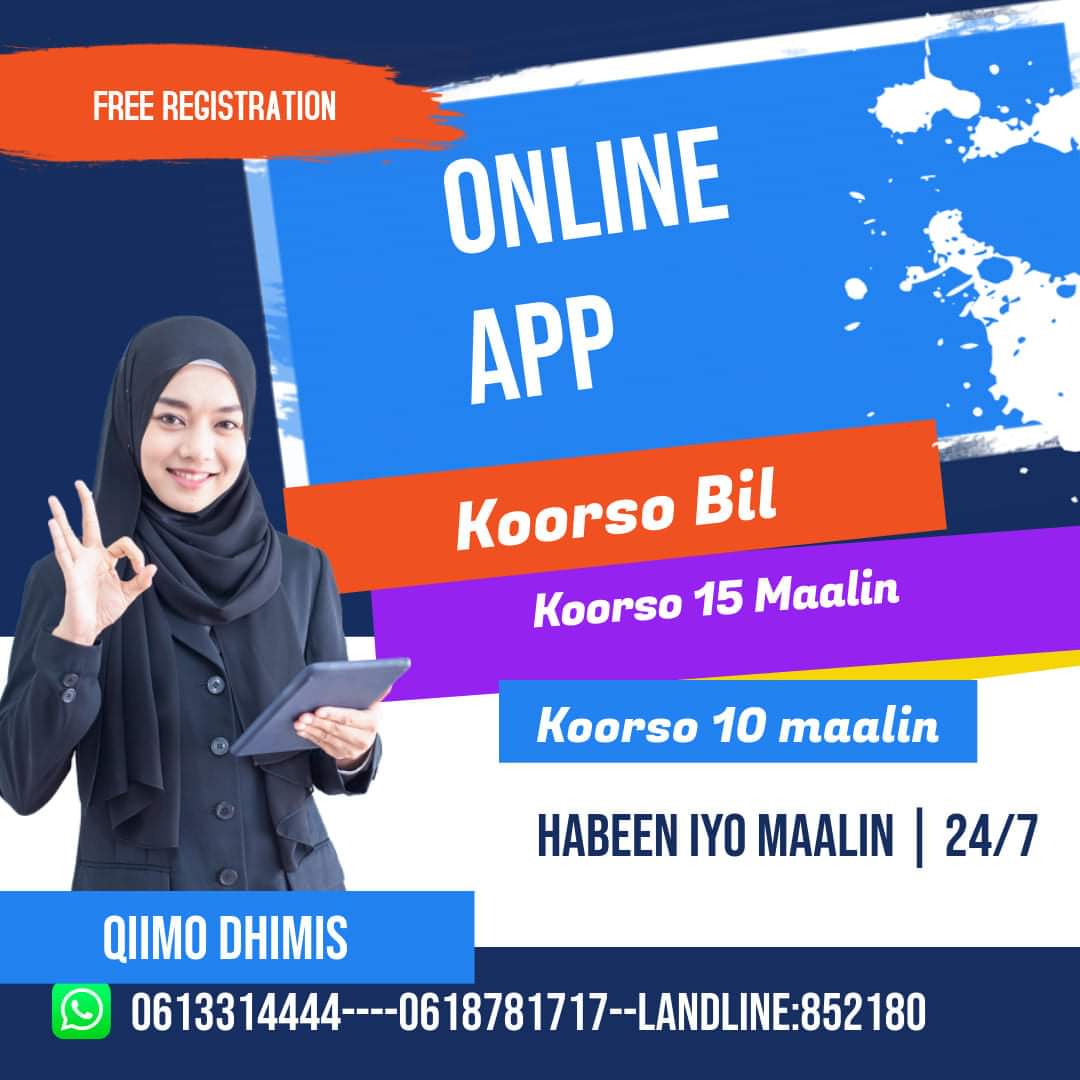 FREE REGISTRATION
ONLINE
APP
Koorso Bil
Koorso 15 Maalin
Koorso 10 maalin
HABEEN IYO MAALIN | 24/7
QIIMO DHIMIS
0613314444----0618781717--LANDLINE:852180